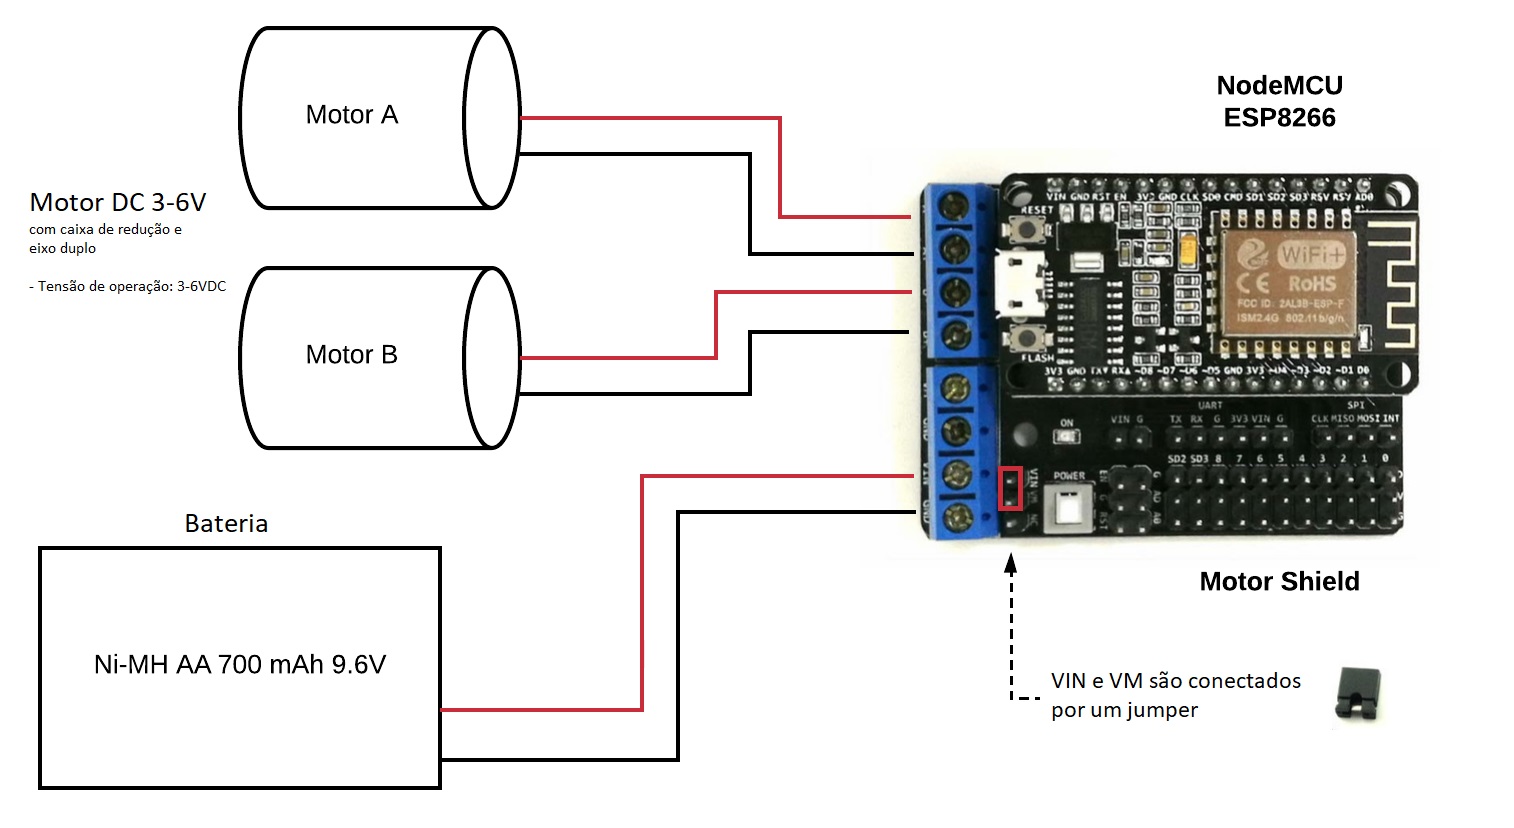 Motor A
Motor DC 3-6V
com caixa de redução e
eixo duplo
- Tensão de operação: 3-6VDC
Motor B
Bateria
Ni-MH AA 700 mAh 9.6V
NodeMCU
ESP8266
VIN GND RST EN 3V3 GND CLK SD0 CMD SD1 SD2 SD3 RSV RSV AD0
RESET
WiFi+
CE RoHS
FCC ID: 2AL3B-ESP-F
ISM2.4G 802.11b/g/n
FLASH
3V3 GND TX RX ~D8 ~D7 ~D6 ~D5 GND 3V3 ~D4 ~D3 ~D2 ~D1 D0
UART SPI
ON VIN G TX RX G 3V3 VIN G CLK MISO MOSI INT
SD2 SD3 8 7 6 5 4 3 2 1 0
VIN VM NC
POWER
EN G RST
G A0 A0
VIN
GND
Motor Shield
VIN e VM são conectados
por um jumper